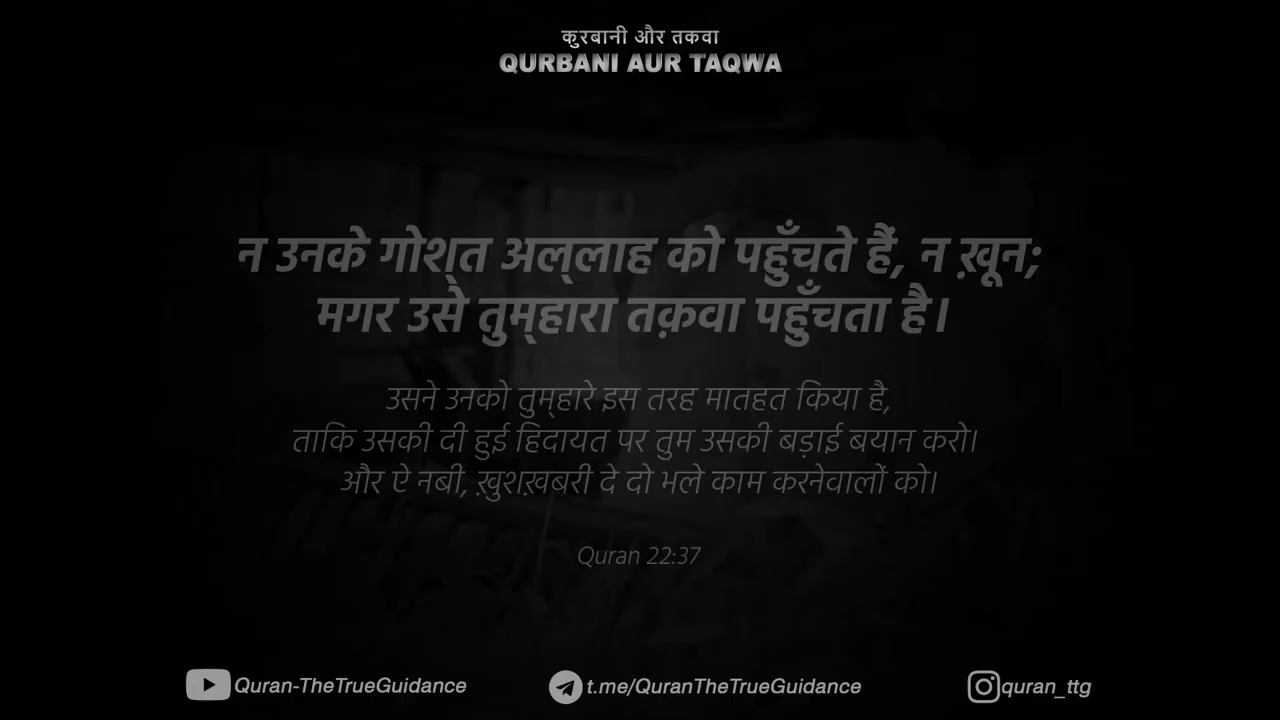 कुरबानी और तकवा
QURBANI AUR TAQWA
न उनके गोश्त अल्लाह को पहुँचते हैं, न ख़ून;
मगर उसे तुम्हारा तक़वा पहुँचता है।
उसने उनको तुम्हारे इस तरह मातहत किया है,
ताकि उसकी दी हुई हिदायत पर तुम उसकी बड़ाई बयान करो।
और ऐ नबी, ख़ुशख़बरी दे दो भले काम करनेवालों को।
Quran 22:37
Quran-TheTrueGuidance
t.me/QuranTheTrueGuidance
quran_ttg